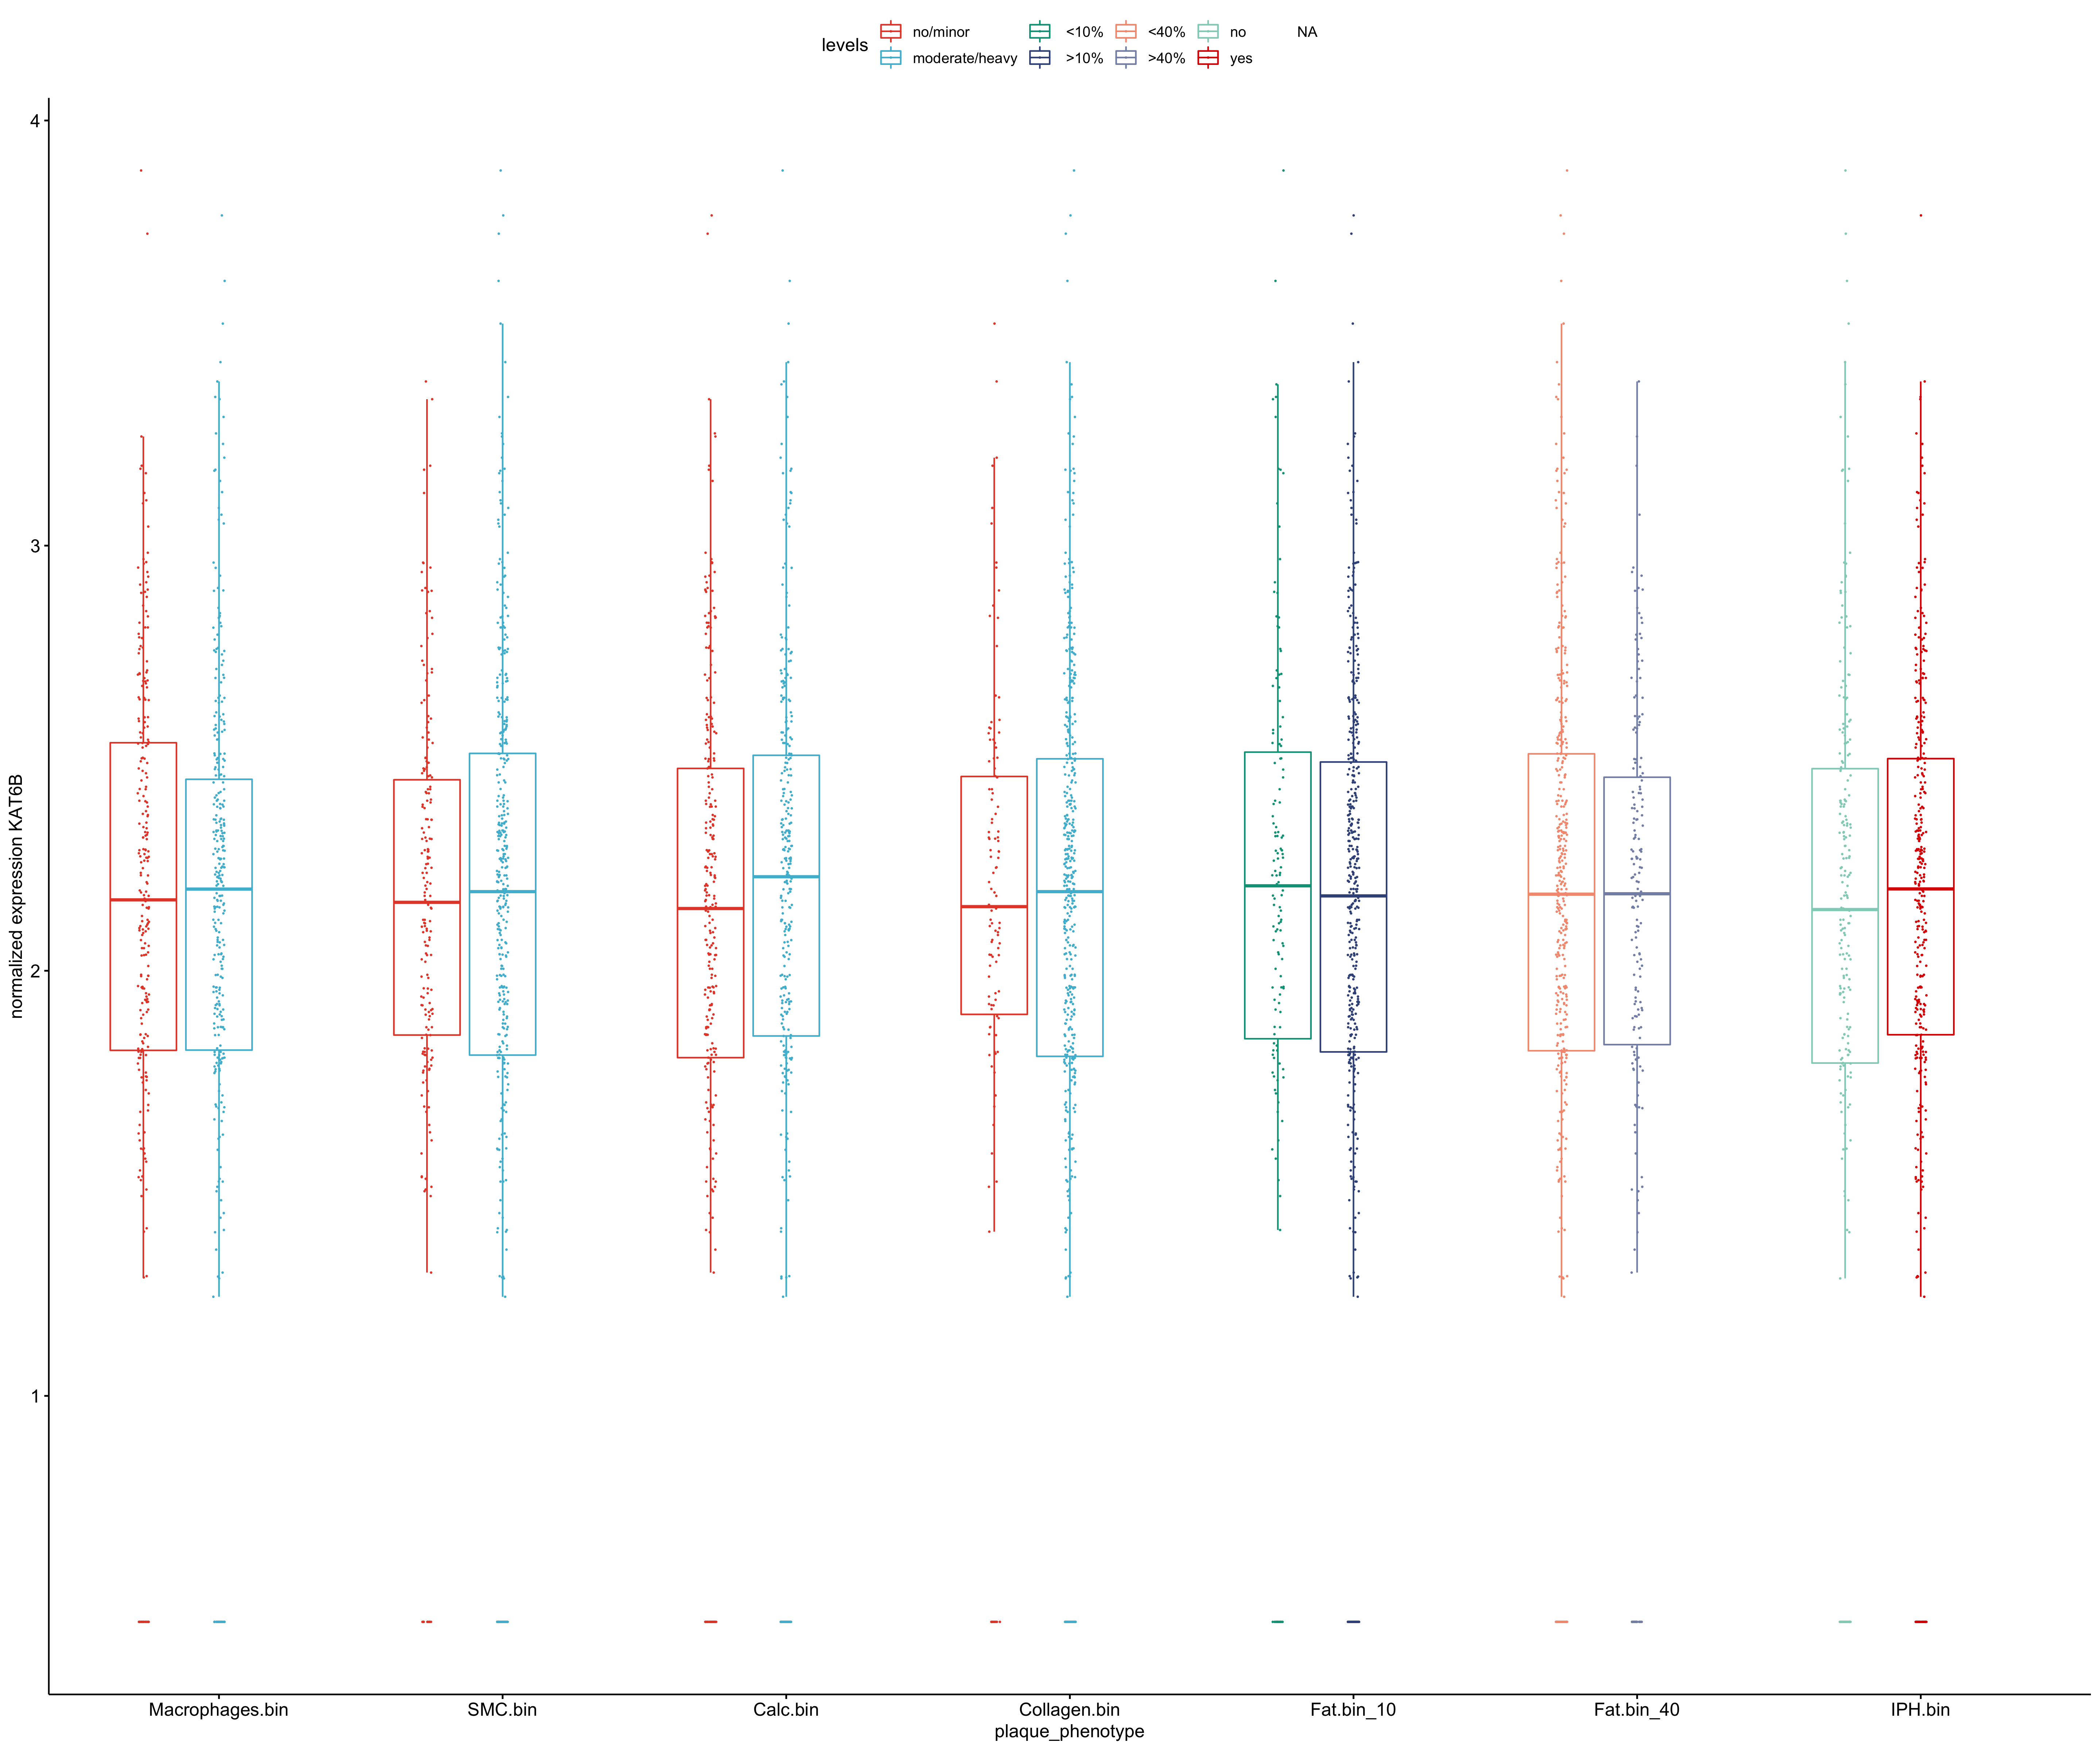 levels
no/minor <10% <40% no NA
moderate/heavy >10% >40% yes
4
3
2
1
normalized expression KAT6B
Macrophages.bin SMC.bin Calc.bin Collagen.bin Fat.bin_10 Fat.bin_40 IPH.bin
plaque_phenotype